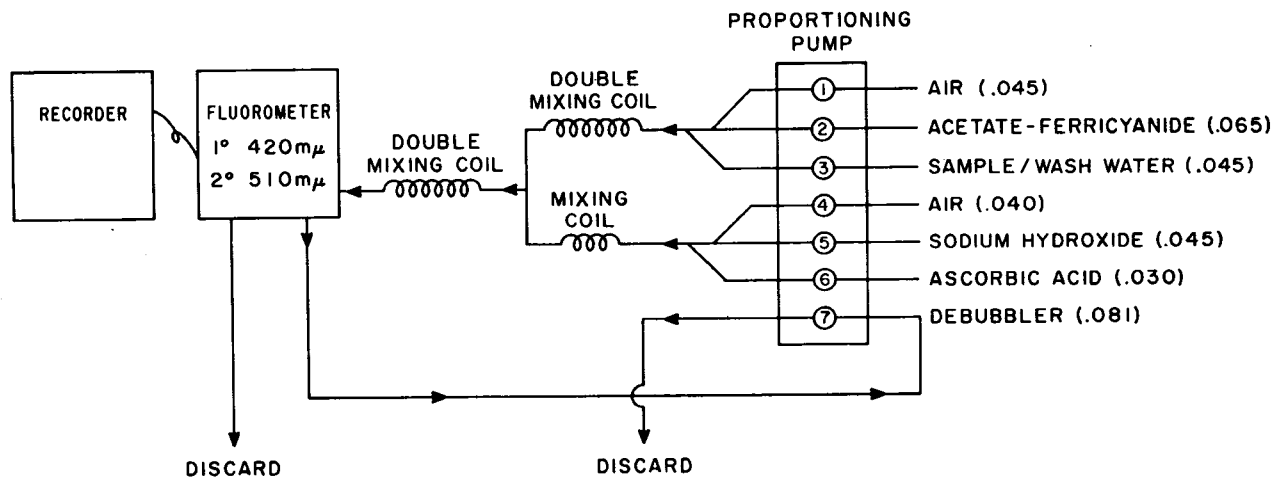 PROPORTIONING
PUMP
RECORDER
FLUOROMETER
1° 420mμ
2° 510mμ
DOUBLE
MIXING COIL
DOUBLE
MIXING COIL
MIXING
COIL
① AIR (.045)
② ACETATE-FERRICYANIDE (.065)
③ SAMPLE/WASH WATER (.045)
④ AIR (.040)
⑤ SODIUM HYDROXIDE (.045)
⑥ ASCORBIC ACID (.030)
⑦ DEBUBBLER (.081)
DISCARD
DISCARD